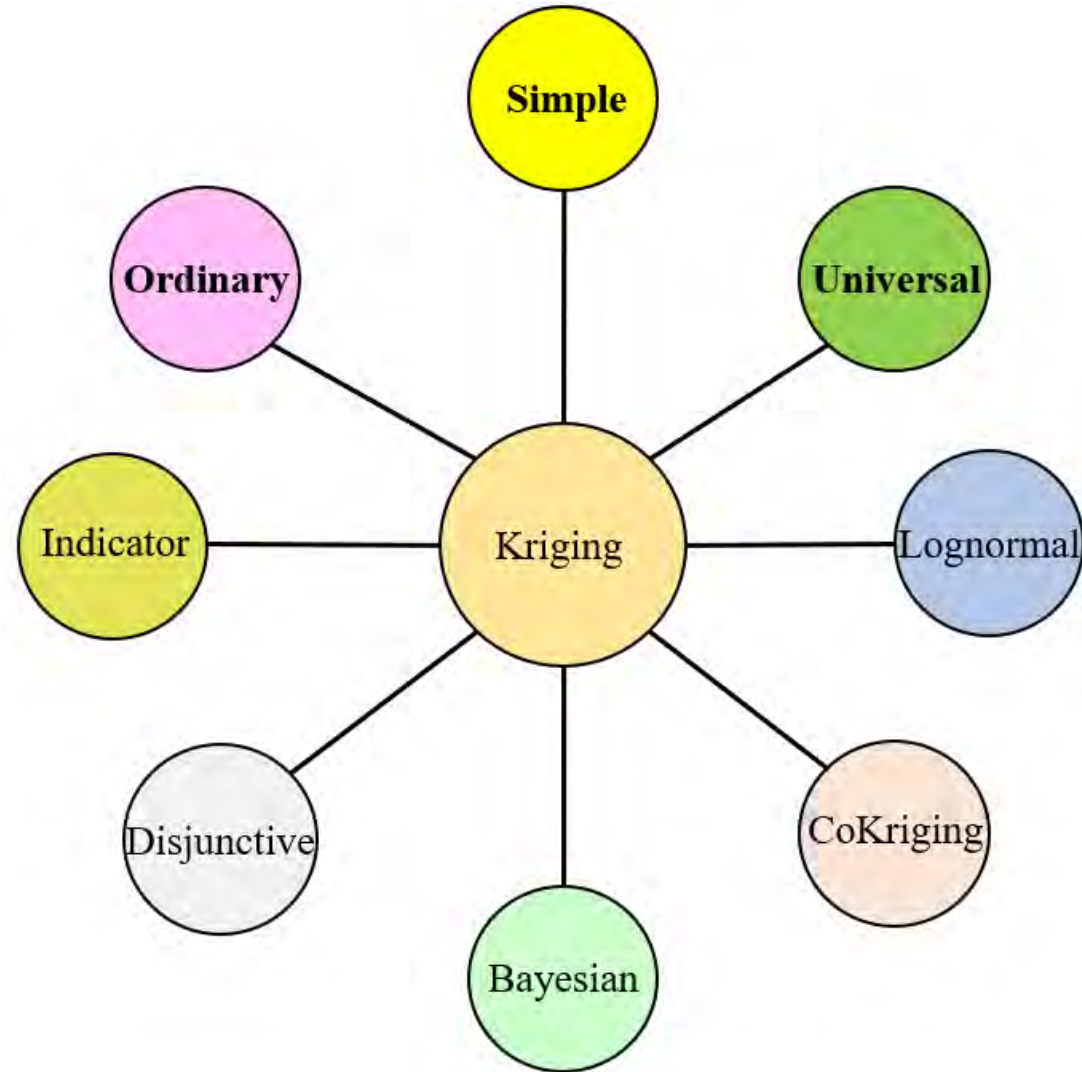 Simple
Ordinary
Universal
Indicator
Kriging
Lognormal
Disjunctive
CoKriging
Bayesian